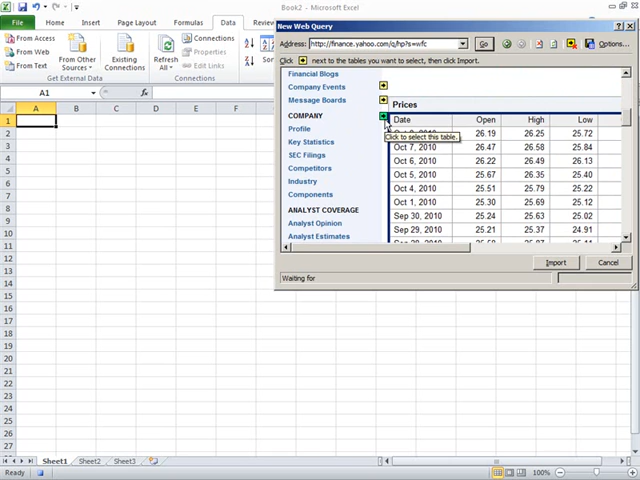 Book2 - Microsoft Excel
File Home Insert Page Layout Formulas Data
From Access
From Web
From Text
From Other Sources
Existing Connections
Get External Data
Refresh All
Connections
Properties
Edit Links
Connections
Sort
A1
fx
A B C D E F
1
2
3
4
5
6
7
8
9
10
11
12
13
14
15
16
17
18
19
20
21
22
23
24
25
26
27
New Web Query
Address: http://finance.yahoo.com/q/hp?s=wfc Go Options...
Click next to the tables you want to select, then click Import.
Financial Blogs
Company Events
Message Boards
COMPANY
Profile
Key Statistics
SEC Filings
Competitors
Industry
Components
ANALYST COVERAGE
Analyst Opinion
Analyst Estimates
Prices
Date Open High Low
26.19 26.25 25.72
Click to select this table.
Oct 7, 2010 26.47 26.58 25.84
Oct 6, 2010 26.22 26.49 26.13
Oct 5, 2010 25.67 26.35 25.40
Oct 4, 2010 25.51 25.79 25.22
Oct 1, 2010 25.30 25.69 25.12
Sep 30, 2010 25.24 25.63 25.02
Sep 29, 2010 25.21 25.37 24.91
Import Cancel
Waiting for
Sheet1 Sheet2 Sheet3
Ready 100%